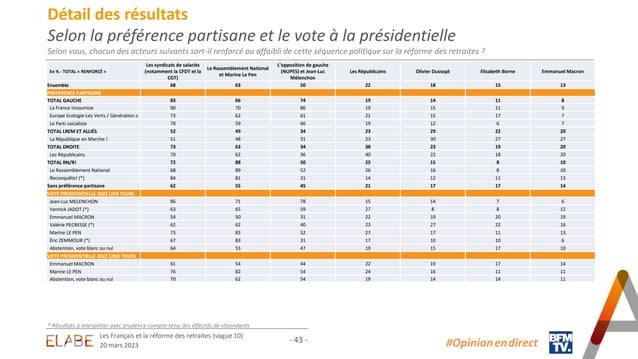 Détail des résultats
Selon la préférence partisane et le vote à la présidentielle
Selon vous, chacun des acteurs suivants sort-il renforcé ou affaibli de cette séquence politique sur la réforme des retraites ?
En % - TOTAL « RENFORCÉ » Les syndicats de salariés (notamment la CFDT et la CGT) Le Rassemblement National et Marine Le Pen L'opposition de gauche (NUPES) et Jean-Luc Mélenchon Les Républicains Olivier Dussopt Elisabeth Borne Emmanuel Macron
Ensemble 68 63 50 22 18 15 13
PREFERENCE PARTISANE
TOTAL GAUCHE 83 66 74 19 14 11 8
La France Insoumise 90 70 86 19 15 11 9
Europe Ecologie Les Verts / Génération.s 73 62 61 21 15 17 7
Le Parti socialiste 78 59 66 19 12 6 7
TOTAL LREM ET ALLIÉS 52 49 34 23 29 22 20
La République en Marche ! 51 48 31 23 30 27 27
TOTAL DROITE 73 63 34 38 23 19 20
Les Républicains 70 62 36 40 22 18 20
TOTAL RN/R! 72 88 50 25 15 8 10
Le Rassemblement National 68 89 52 26 16 8 10
Reconquête! (*) 84 81 31 14 12 11 13
Sans préférence partisane 62 55 45 21 17 17 14
VOTE PRESIDENTIELLE 2022 (1ER TOUR)
Jean-Luc MELENCHON 86 71 78 15 14 7 6
Yannick JADOT (*) 63 65 59 27 8 8 12
Emmanuel MACRON 54 50 31 22 19 20 19
Valérie PECRESSE (*) 62 62 40 23 27 22 16
Marine LE PEN 73 85 52 27 17 11 13
Éric ZEMMOUR (*) 67 83 31 17 10 10 6
Abstention, vote blanc ou nul 64 55 47 19 15 17 10
VOTE PRESIDENTIELLE 2022 (2ND TOUR)
Emmanuel MACRON 61 54 44 22 19 17 14
Marine LE PEN 76 82 54 24 16 11 11
Abstention, vote blanc ou nul 70 62 54 19 14 14 11
* Résultats à interpréter avec prudence compte tenu des effectifs de répondants
ELABE
Les Français et la réforme des retraites (vague 10)
20 mars 2023
- 43 -
#Opinion en direct
BFM
TV.